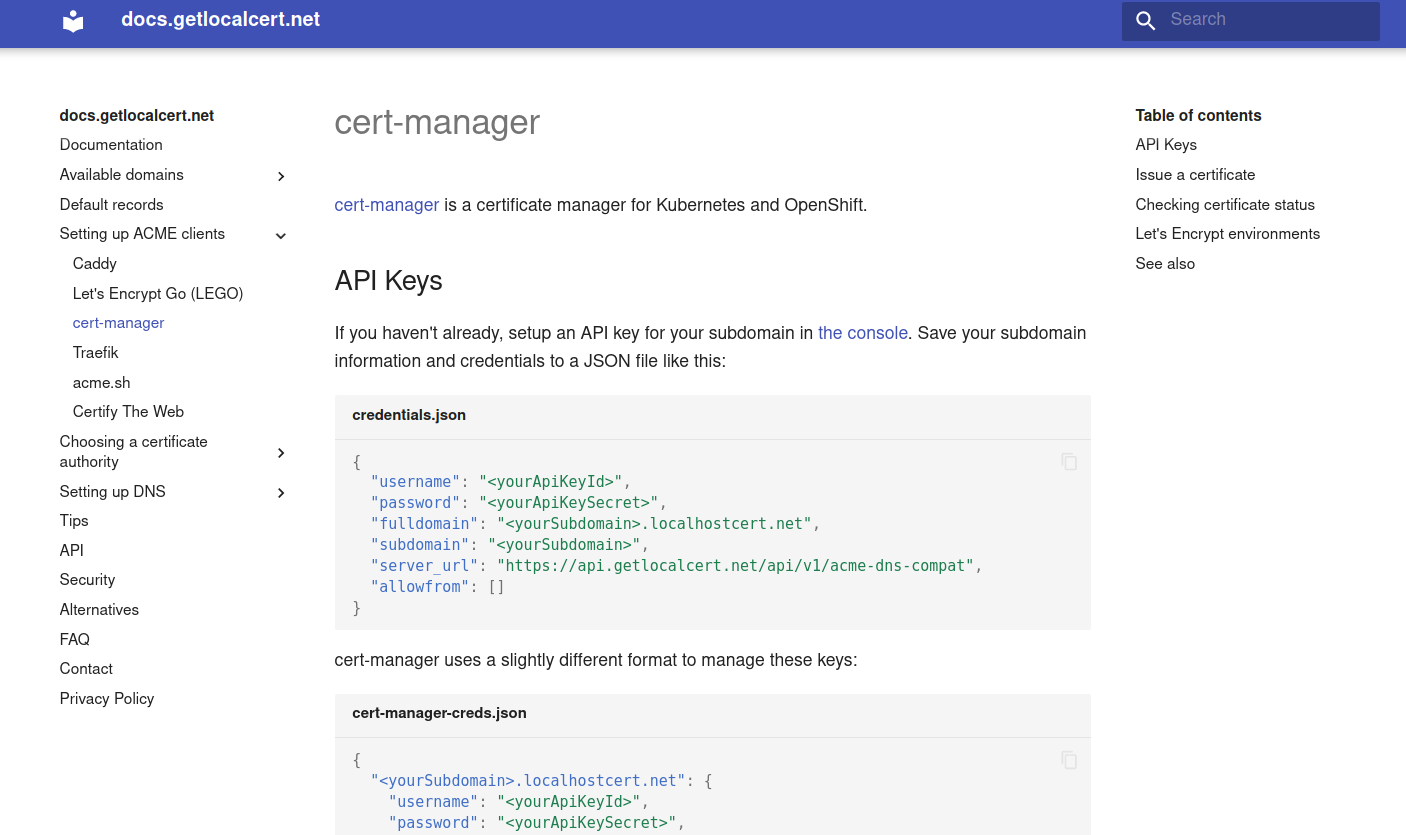 docs.getlocalcert.net
Search
docs.getlocalcert.net
Documentation
Available domains
Default records
Setting up ACME clients
Caddy
Let's Encrypt Go (LEGO)
cert-manager
Traefik
acme.sh
Certify The Web
Choosing a certificate
authority
Setting up DNS
Tips
API
Security
Alternatives
FAQ
Contact
Privacy Policy
cert-manager
cert-manager is a certificate manager for Kubernetes and OpenShift.
API Keys
If you haven't already, setup an API key for your subdomain in the console. Save your subdomain
information and credentials to a JSON file like this:
credentials.json
{
  "username": "<yourApiKeyId>",
  "password": "<yourApiKeySecret>",
  "fulldomain": "<yourSubdomain>.localhostcert.net",
  "subdomain": "<yourSubdomain>",
  "server_url": "https://api.getlocalcert.net/api/v1/acme-dns-compat",
  "allowfrom": []
}
cert-manager uses a slightly different format to manage these keys:
cert-manager-creds.json
{
  "<yourSubdomain>.localhostcert.net": {
    "username": "<yourApiKeyId>",
    "password": "<yourApiKeySecret>",
Table of contents
API Keys
Issue a certificate
Checking certificate status
Let's Encrypt environments
See also